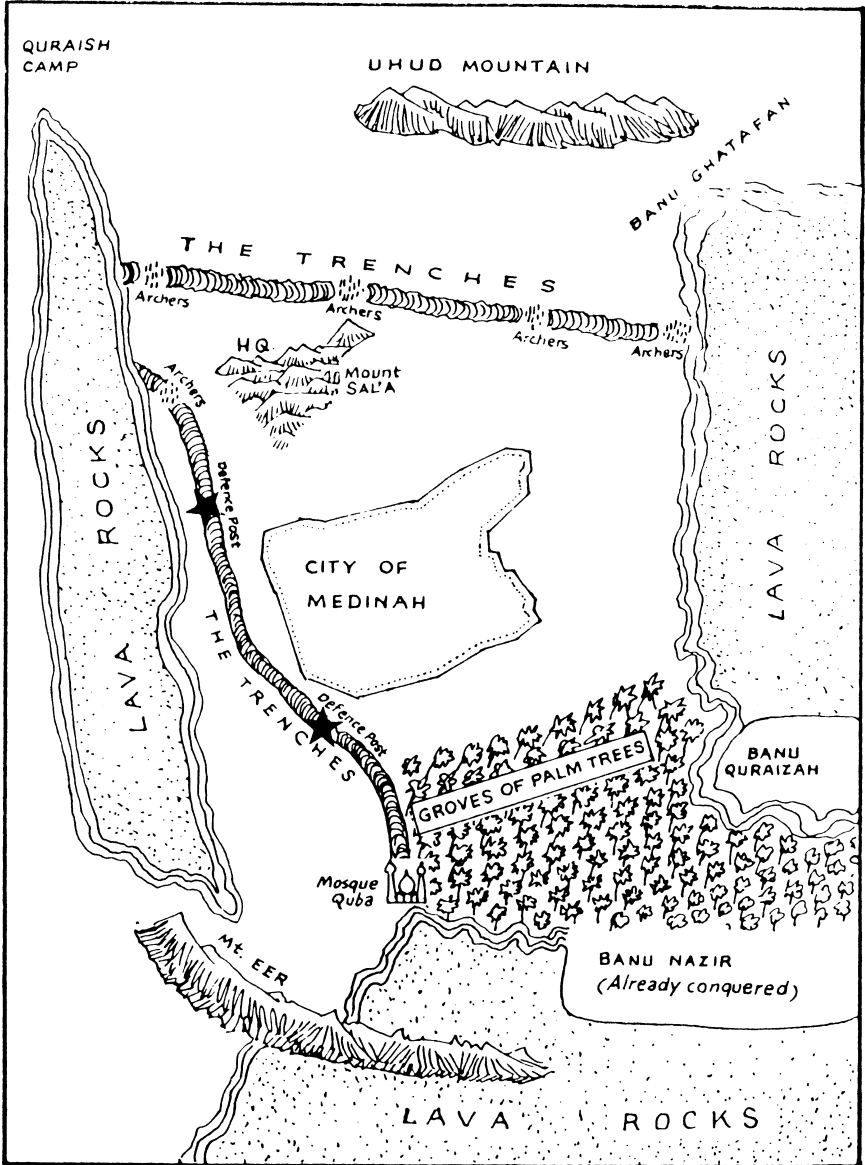 QURAISH
CAMP
UHUD MOUNTAIN
BANU GHATAFAN
THE TRENCHES
Archers
Archers
Archers
Archers
HQ.
Mount
SAL'A
Archers
Defence Post
LAVA ROCKS
LAVA ROCKS
CITY OF
MEDINAH
THE TRENCHES
Defence Post
GROVES OF PALM TREES
BANU
QURAIZAH
Mosque
Quba
Mt. EER
BANU NAZIR
(Already conquered)
LAVA ROCKS